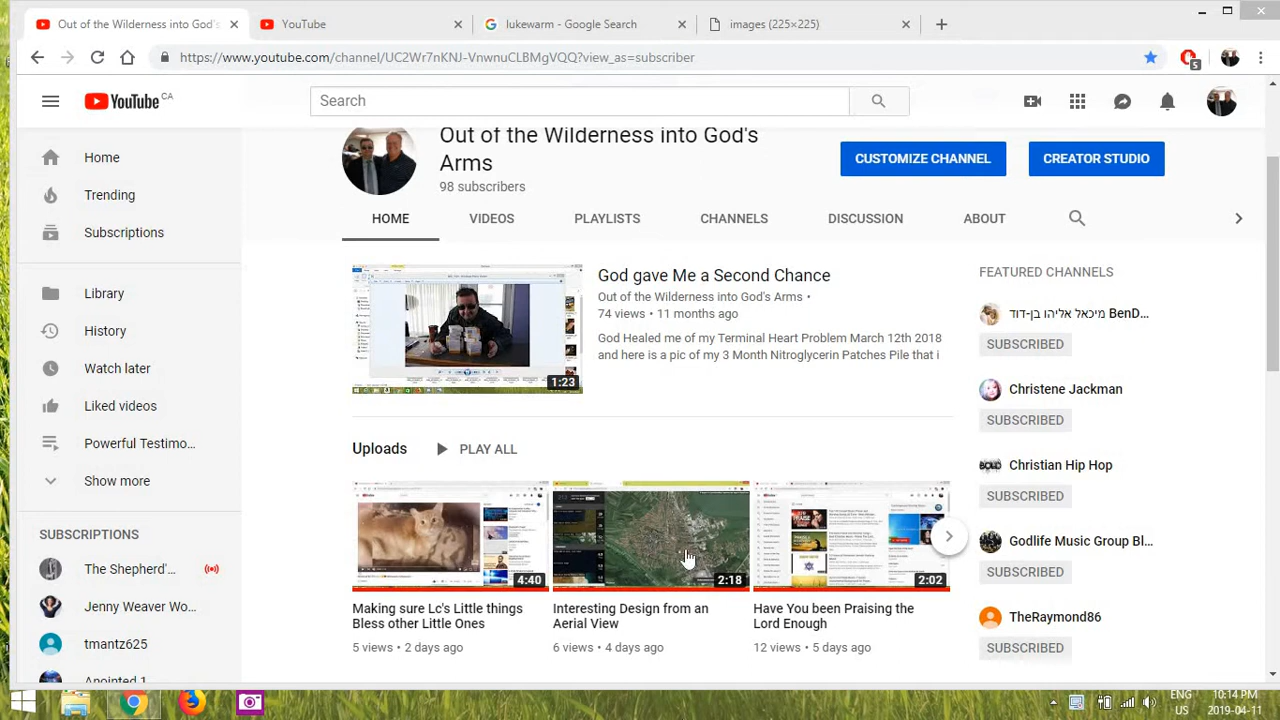 Out of the Wilderness into God's
YouTube
lukewarm - Google Search
images (225×225)
https://www.youtube.com/channel/UC2Wr7nKNJ-VnwnuCLBMgVQQ?view_as=subscriber
5
YouTube CA
Search
Out of the Wilderness into God's
Arms
98 subscribers
CUSTOMIZE CHANNEL
CREATOR STUDIO
HOME
VIDEOS
PLAYLISTS
CHANNELS
DISCUSSION
ABOUT
Home
Trending
Subscriptions
Library
History
Watch later
Liked videos
Powerful Testimo...
Show more
SUBSCRIPTIONS
The Shepherd'...
Jenny Weaver Wo...
tmantz625
Anointed 1
God gave Me a Second Chance
Out of the Wilderness into God's Arms •
74 views • 11 months ago
God Healed me of my Terminal Heart Problem March 12th 2018
and here is a pic of my 3 Month Nitroglycerin Patches Pile that i
1:23
Uploads
PLAY ALL
4:40
Making sure Lc's Little things
Bless other Little Ones
5 views • 2 days ago
2:18
Interesting Design from an
Aerial View
6 views • 4 days ago
2:02
Have You been Praising the
Lord Enough
12 views • 5 days ago
FEATURED CHANNELS
מיכאל אליהו בן-דוד BenD...
SUBSCRIBED
Christene Jackman
SUBSCRIBED
Christian Hip Hop
SUBSCRIBED
Godlife Music Group Bl...
SUBSCRIBED
TheRaymond86
SUBSCRIBED
ENG
US
10:14 PM
2019-04-11